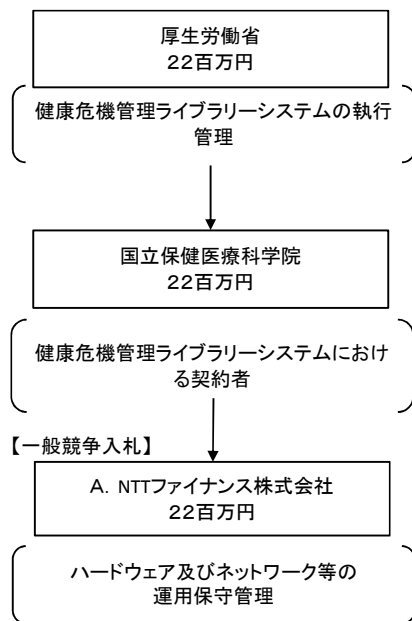 厚生労働省
22百万円
健康危機管理ライブラリーシステムの執行
管理
国立保健医療科学院
22百万円
健康危機管理ライブラリーシステムにおけ
る契約者
【一般競争入札】
A. NTTファイナンス株式会社
22百万円
ハードウェア及びネットワーク等の
運用保守管理